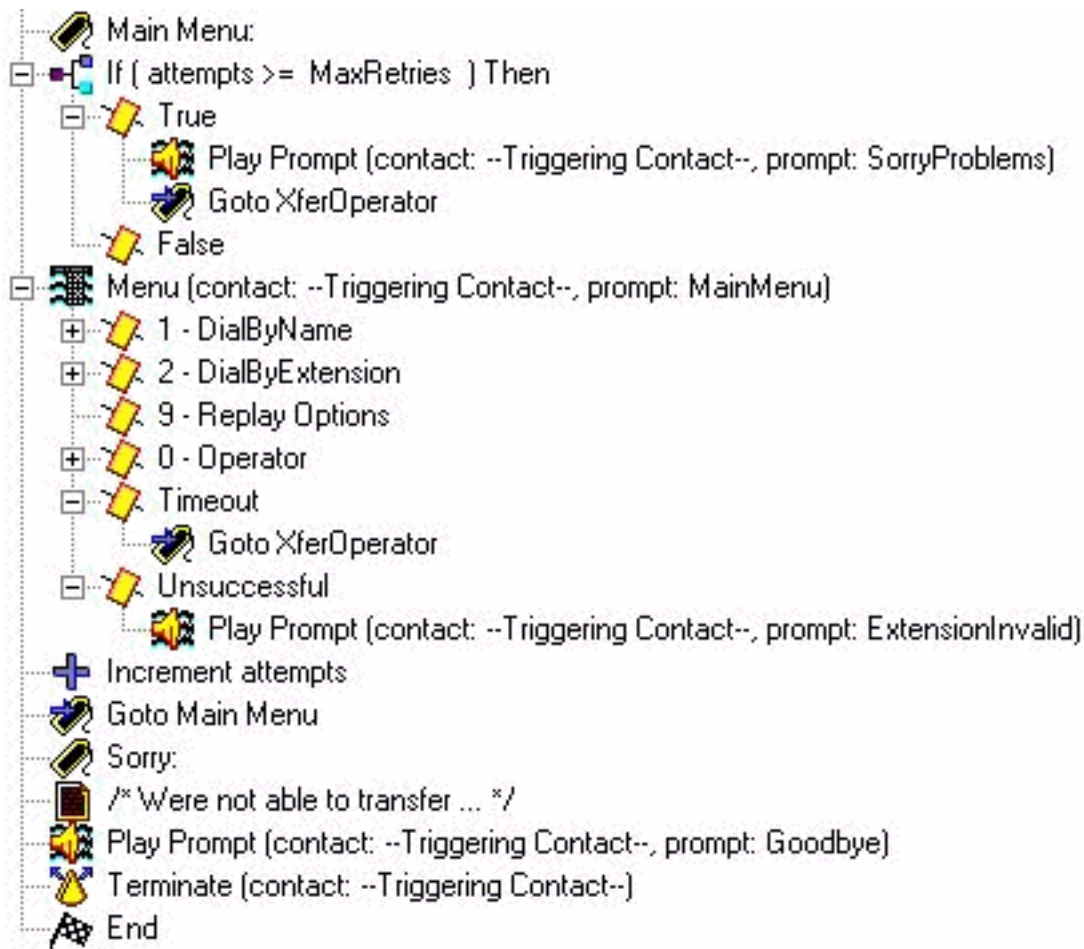 Main Menu:
If ( attempts >= MaxRetries ) Then
True
Play Prompt (contact: --Triggering Contact--, prompt: SorryProblems)
Goto XferOperator
False
Menu (contact: --Triggering Contact--, prompt: MainMenu)
1 - DialByName
2 - DialByExtension
9 - Replay Options
0 - Operator
Timeout
Goto XferOperator
Unsuccessful
Play Prompt (contact: --Triggering Contact--, prompt: ExtensionInvalid)
Increment attempts
Goto Main Menu
Sorry:
/* Were not able to transfer ... */
Play Prompt (contact: --Triggering Contact--, prompt: Goodbye)
Terminate (contact: --Triggering Contact--)
End